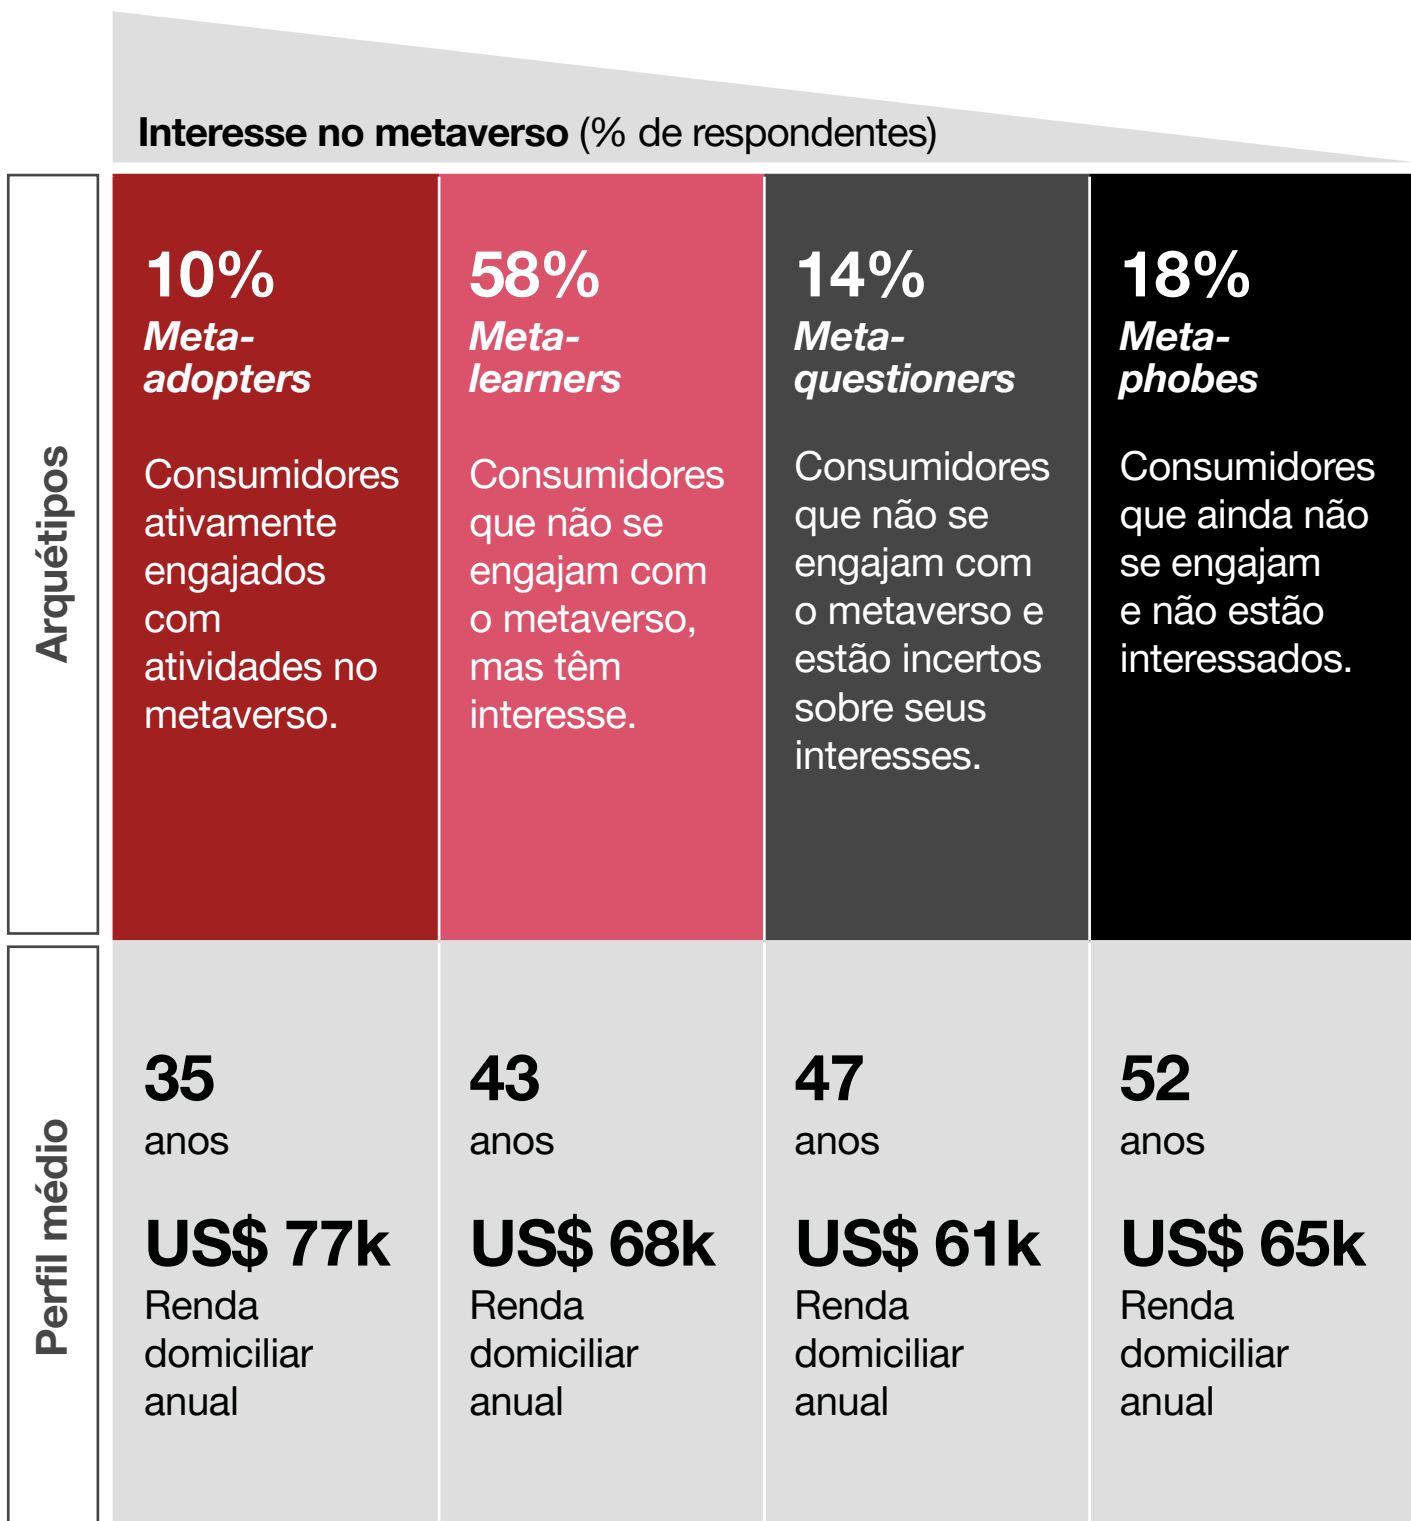 Interesse no metaverso (% de respondentes)
Arquétipos
10%
Meta-
adopters
Consumidores
ativamente
engajados
com
atividades no
metaverso.
58%
Meta-
learners
Consumidores
que não se
engajam com
o metaverso,
mas têm
interesse.
14%
Meta-
questioners
Consumidores
que não se
engajam com
o metaverso e
estão incertos
sobre seus
interesses.
18%
Meta-
phobes
Consumidores
que ainda não
se engajam
e não estão
interessados.
Perfil médio
35
anos
US$ 77k
Renda
domiciliar
anual
43
anos
US$ 68k
Renda
domiciliar
anual
47
anos
US$ 61k
Renda
domiciliar
anual
52
anos
US$ 65k
Renda
domiciliar
anual